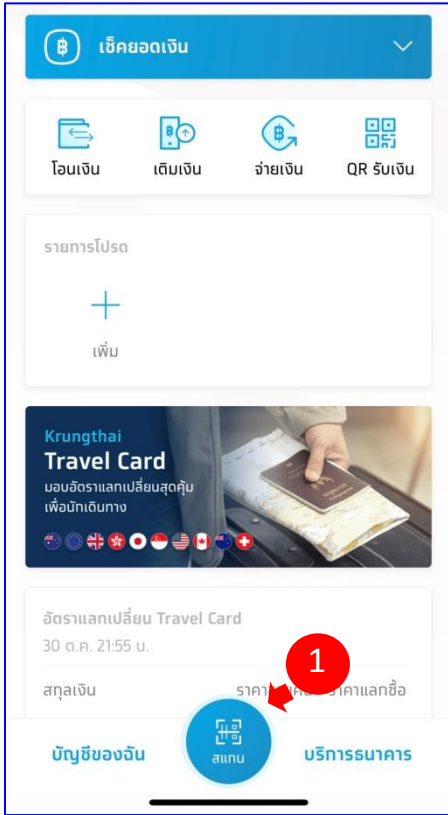 เช็คยอดเงิน
โอนเงิน เติมเงิน จ่ายเงิน QR รับเงิน
รายการโปรด
เพิ่ม
Krungthai
Travel Card
มอบอัตราแลกเปลี่ยนสุดคุ้ม
เพื่อนักเดินทาง
อัตราแลกเปลี่ยน Travel Card
30 ต.ค. 21:55 น.
1
สกุลเงิน ราคาแลกซื้อ
บัญชีของฉัน สแกน บริการธนาคาร